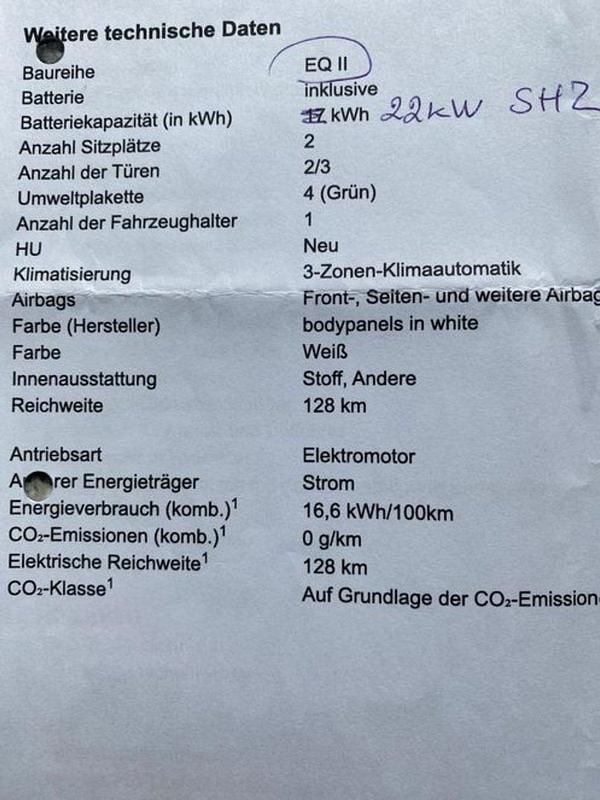 Weitere technische Daten
Baureihe EQ II
Batterie inklusive
Batteriekapazität (in kWh) 17 kWh 22kW SHZ
Anzahl Sitzplätze 2
Anzahl der Türen 2/3
Umweltplakette 4 (Grün)
Anzahl der Fahrzeughalter 1
HU Neu
Klimatisierung 3-Zonen-Klimaautomatik
Airbags Front-, Seiten- und weitere Airbag
Farbe (Hersteller) bodypanels in white
Farbe Weiß
Innenausstattung Stoff, Andere
Reichweite 128 km
Antriebsart Elektromotor
Energieträger Strom
Energieverbrauch (komb.)¹ 16,6 kWh/100km
CO₂-Emissionen (komb.)¹ 0 g/km
Elektrische Reichweite¹ 128 km
CO₂-Klasse¹ Auf Grundlage der CO₂-Emission